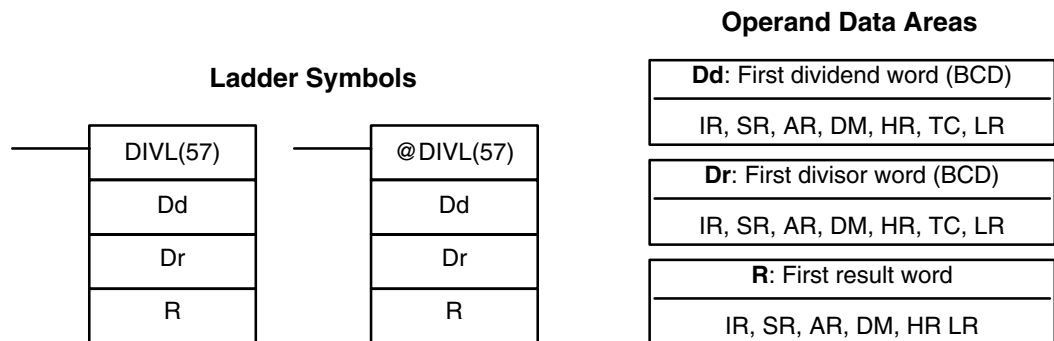 Ladder Symbols
DIVL(57)
Dd
Dr
R
@DIVL(57)
Dd
Dr
R
Operand Data Areas
Dd: First dividend word (BCD)
IR, SR, AR, DM, HR, TC, LR
Dr: First divisor word (BCD)
IR, SR, AR, DM, HR, TC, LR
R: First result word
IR, SR, AR, DM, HR LR